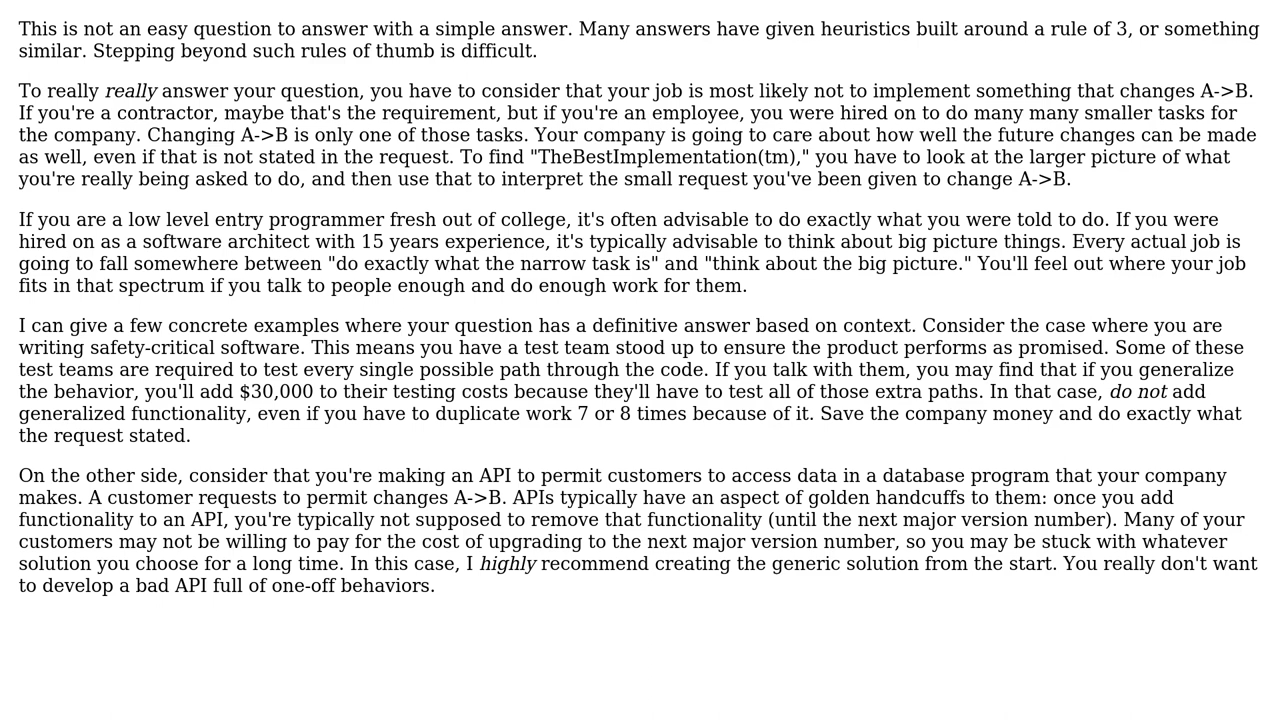 This is not an easy question to answer with a simple answer. Many answers have given heuristics built around a rule of 3, or something
similar. Stepping beyond such rules of thumb is difficult.
To really really answer your question, you have to consider that your job is most likely not to implement something that changes A->B.
If you're a contractor, maybe that's the requirement, but if you're an employee, you were hired on to do many many smaller tasks for
the company. Changing A->B is only one of those tasks. Your company is going to care about how well the future changes can be made
as well, even if that is not stated in the request. To find "TheBestImplementation(tm)," you have to look at the larger picture of what
you're really being asked to do, and then use that to interpret the small request you've been given to change A->B.
If you are a low level entry programmer fresh out of college, it's often advisable to do exactly what you were told to do. If you were
hired on as a software architect with 15 years experience, it's typically advisable to think about big picture things. Every actual job is
going to fall somewhere between "do exactly what the narrow task is" and "think about the big picture." You'll feel out where your job
fits in that spectrum if you talk to people enough and do enough work for them.
I can give a few concrete examples where your question has a definitive answer based on context. Consider the case where you are
writing safety-critical software. This means you have a test team stood up to ensure the product performs as promised. Some of these
test teams are required to test every single possible path through the code. If you talk with them, you may find that if you generalize
the behavior, you'll add $30,000 to their testing costs because they'll have to test all of those extra paths. In that case, do not add
generalized functionality, even if you have to duplicate work 7 or 8 times because of it. Save the company money and do exactly what
the request stated.
On the other side, consider that you're making an API to permit customers to access data in a database program that your company
makes. A customer requests to permit changes A->B. APIs typically have an aspect of golden handcuffs to them: once you add
functionality to an API, you're typically not supposed to remove that functionality (until the next major version number). Many of your
customers may not be willing to pay for the cost of upgrading to the next major version number, so you may be stuck with whatever
solution you choose for a long time. In this case, I highly recommend creating the generic solution from the start. You really don't want
to develop a bad API full of one-off behaviors.